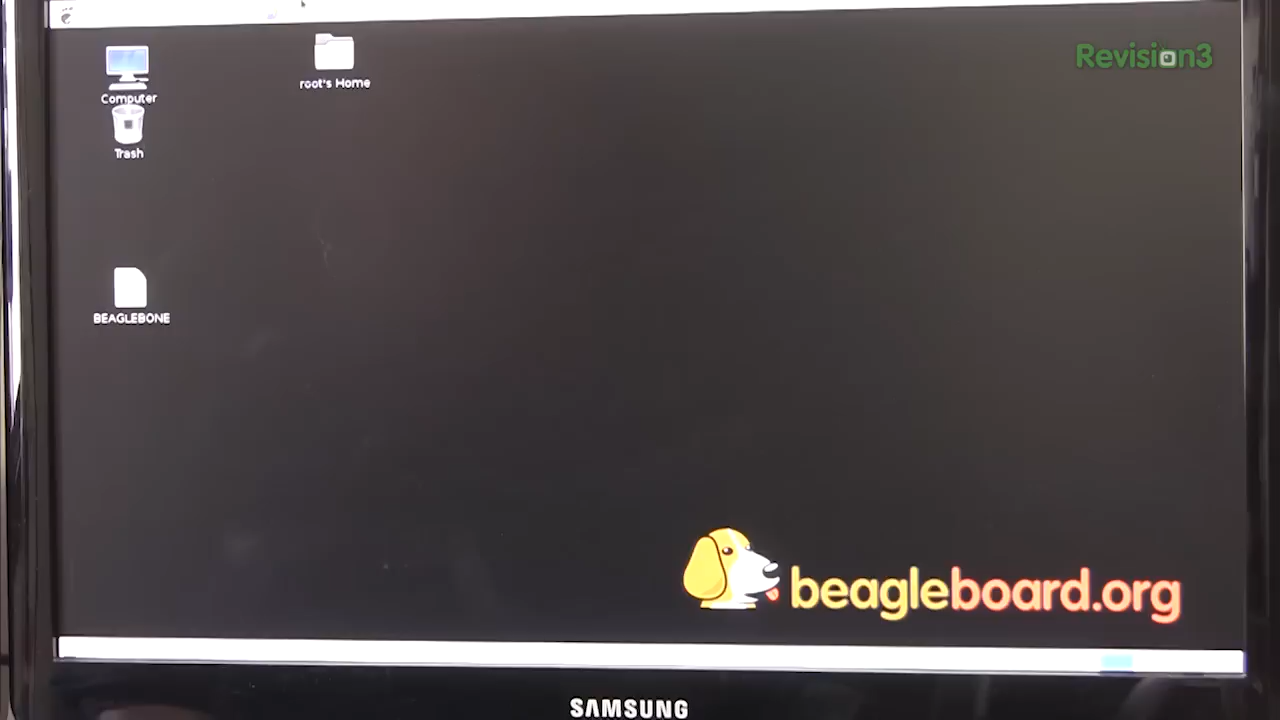 Revision3
root's Home
Computer
Trash
BEAGLEBONE
beagleboard.org
SAMSUNG